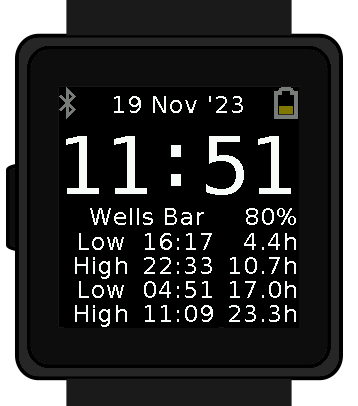 19 Nov '23
11:51
Wells Bar 80%
Low 16:17 4.4h
High 22:33 10.7h
Low 04:51 17.0h
High 11:09 23.3h